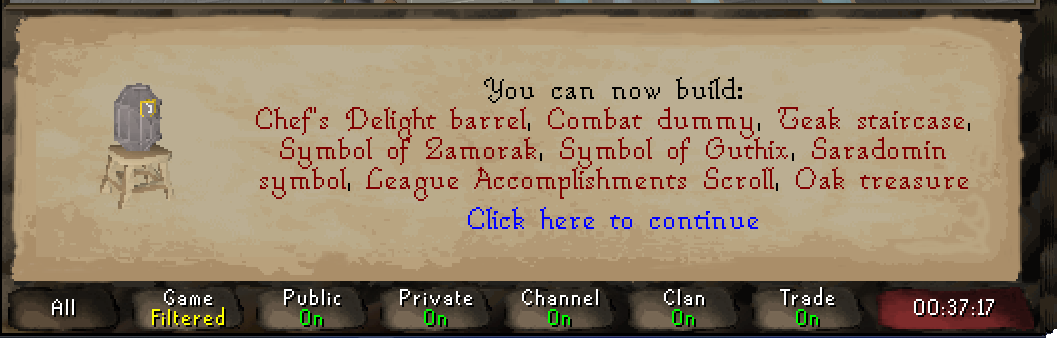 You can now build:
Chef's Delight barrel, Combat dummy, Teak staircase,
Symbol of Zamorak, Symbol of Guthix, Saradomin
symbol, League Accomplishments Scroll, Oak treasure
Click here to continue
All
Game
Filtered
Public
On
Private
On
Channel
On
Clan
On
Trade
On
00:37:17